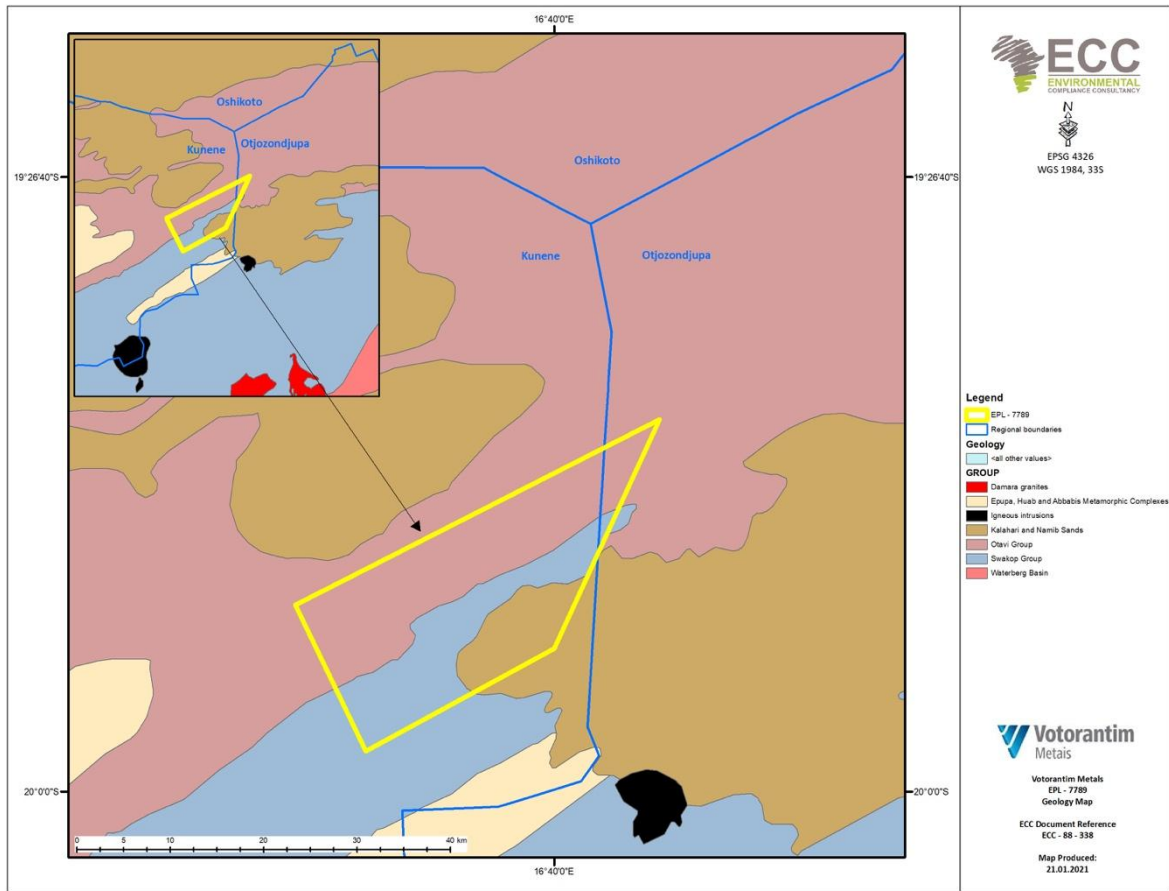 16°40'0"E
Oshikoto
Kunene
Otjozondjupa
19°26'40"S
Oshikoto
Kunene
Otjozondjupa
19°26'40"S
20°0'0"S
20°0'0"S
0 5 10 20 30 40 km
16°40'0"E
ECC
ENVIRONMENTAL
COMPLIANCE CONSULTANCY
N
EPSG 4326
WGS 1984, 33S
Legend
EPL - 7789
Regional boundaries
Geology
<all other values>
GROUP
Damara granites
Epupa, Huab and Abbabis Metamorphic Complexes
Igneous intrusions
Kalahari and Namib Sands
Otavi Group
Swakop Group
Waterberg Basin
Votorantim
Metais
Votorantim Metals
EPL - 7789
Geology Map
ECC Document Reference
ECC - 88 - 338
Map Produced:
21.01.2021